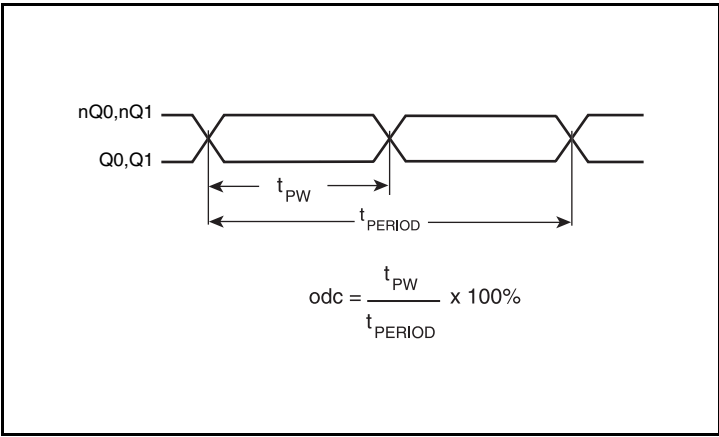 nQ0,nQ1
Q0,Q1
tPW
tPERIOD
odc = tPW / tPERIOD x 100%